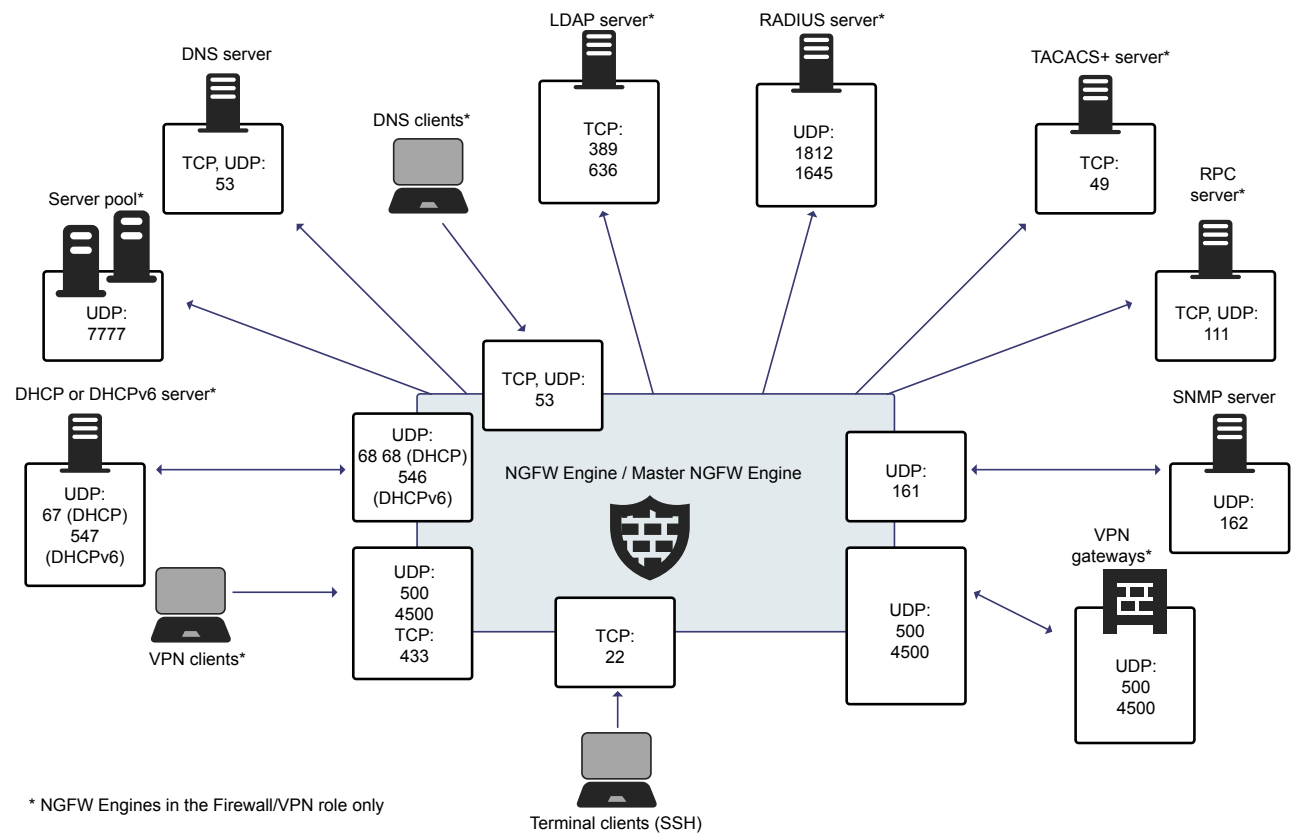 LDAP server*
RADIUS server*
DNS server
TACACS+ server*
DNS clients*
TCP:
389
636
UDP:
1812
1645
TCP, UDP:
53
TCP:
49
RPC
server*
Server pool*
UDP:
7777
TCP, UDP:
111
TCP, UDP:
53
DHCP or DHCPv6 server*
SNMP server
UDP:
68 68 (DHCP)
546
(DHCPv6)
NGFW Engine / Master NGFW Engine
UDP:
161
UDP:
67 (DHCP)
547
(DHCPv6)
UDP:
162
VPN
gateways*
UDP:
500
4500
TCP:
433
UDP:
500
4500
TCP:
22
VPN clients*
UDP:
500
4500
* NGFW Engines in the Firewall/VPN role only
Terminal clients (SSH)